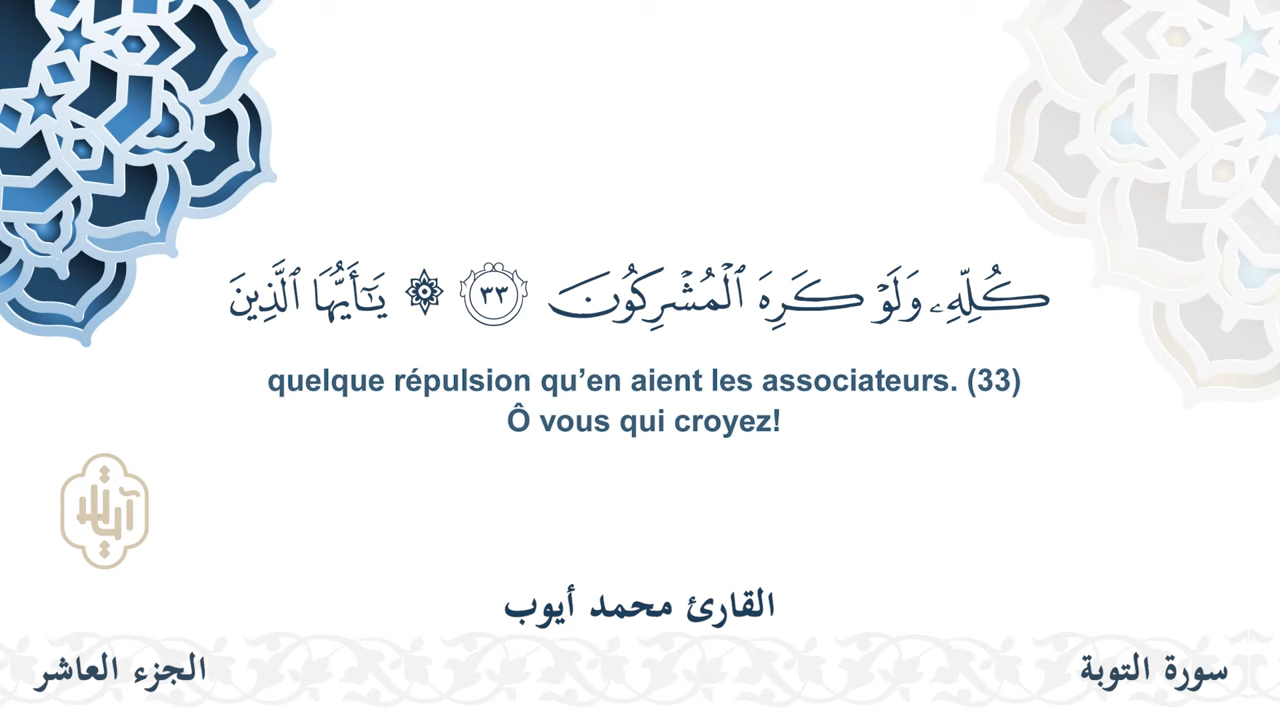 كُلِّهِۦ وَلَوْ كَرِهَ ٱلْمُشْرِكُونَ ٣٣ ۞ يَـٰٓأَيُّهَا ٱلَّذِينَ
quelque répulsion qu’en aient les associateurs. (33)
Ô vous qui croyez!
آيات
القارئ محمد أيوب
سورة التوبة
الجزء العاشر